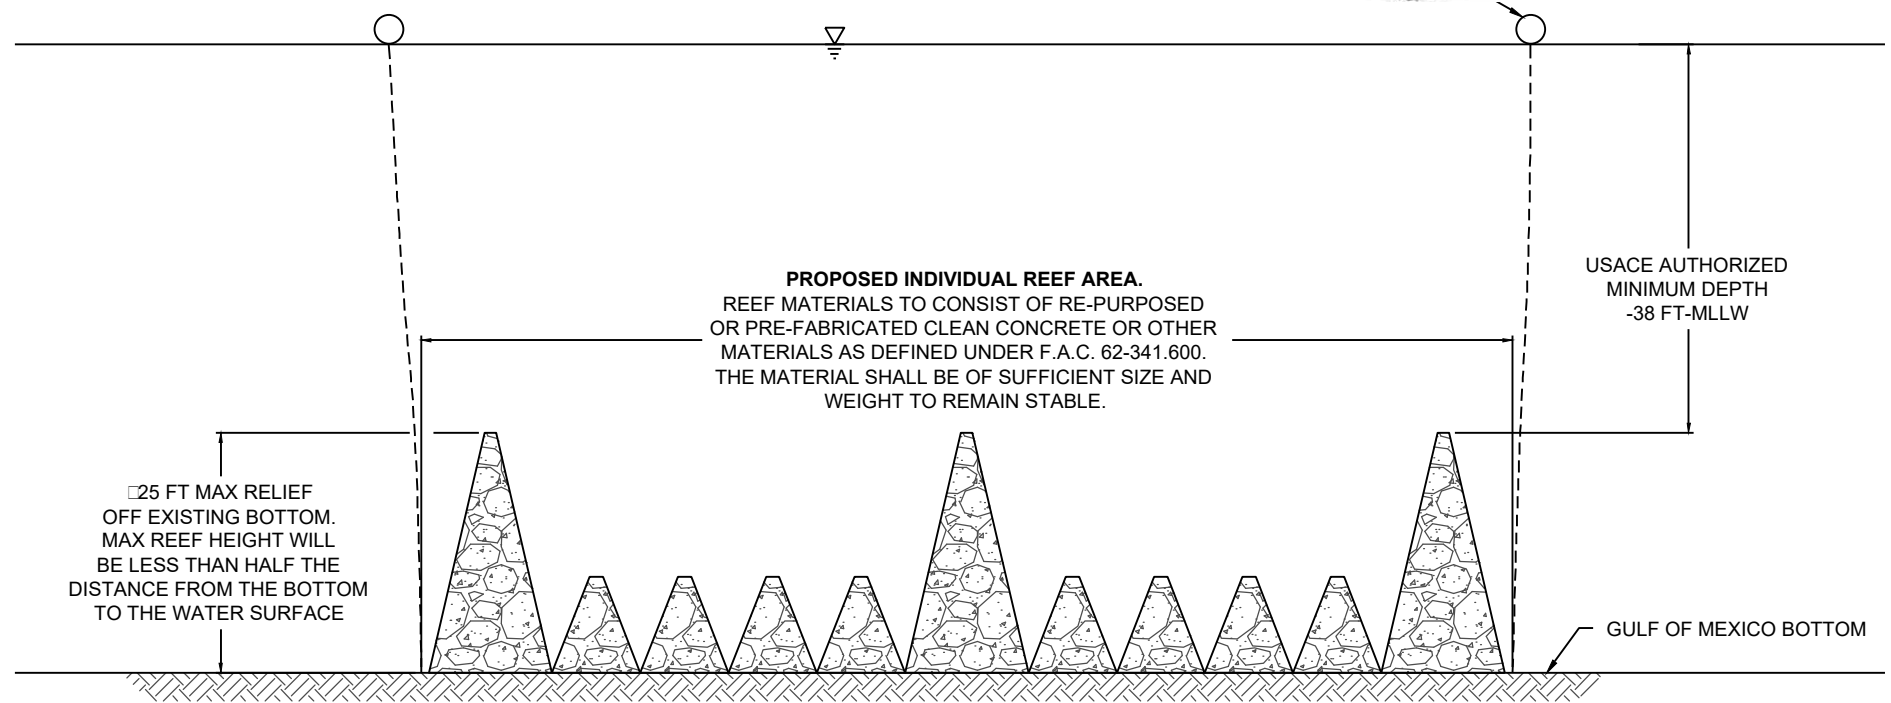 PROPOSED INDIVIDUAL REEF AREA.
REEF MATERIALS TO CONSIST OF RE-PURPOSED
OR PRE-FABRICATED CLEAN CONCRETE OR OTHER
MATERIALS AS DEFINED UNDER F.A.C. 62-341.600.
THE MATERIAL SHALL BE OF SUFFICIENT SIZE AND
WEIGHT TO REMAIN STABLE.
USACE AUTHORIZED
MINIMUM DEPTH
-38 FT-MLLW
□25 FT MAX RELIEF
OFF EXISTING BOTTOM.
MAX REEF HEIGHT WILL
BE LESS THAN HALF THE
DISTANCE FROM THE BOTTOM
TO THE WATER SURFACE
GULF OF MEXICO BOTTOM